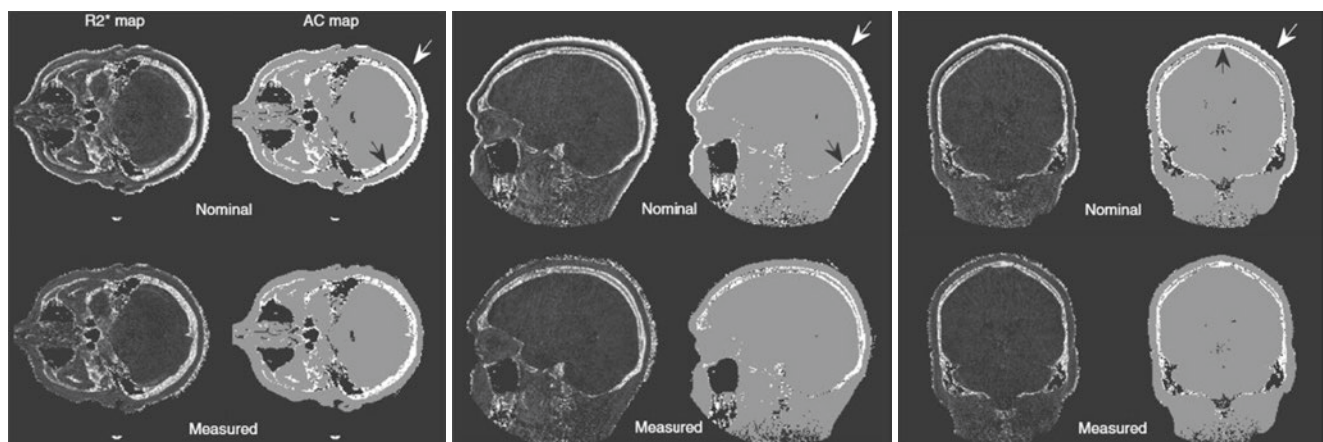 R2* map
AC map
Nominal
Measured
Nominal
Measured
Nominal
Measured